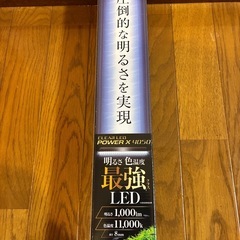 圧倒的な明るさを実現
CLEAR LED
POWER X 4050
明るさ 色温度
最強
LED
明るさ 1,000lm
色温度 11,000k